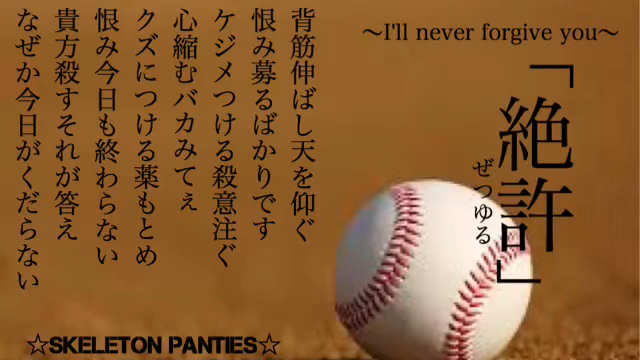 ～I'll never forgive you～
「絶許」
ぜつゆる
背筋伸ばし天を仰ぐ
恨み募るばかりです
ケジメつける殺意注ぐ
心縮むバカみてぇ
クズにつける薬もとめ
恨み今日も終わらない
貴方殺すそれが答え
なぜか今日がくだらない
☆SKELETON PANTIES☆